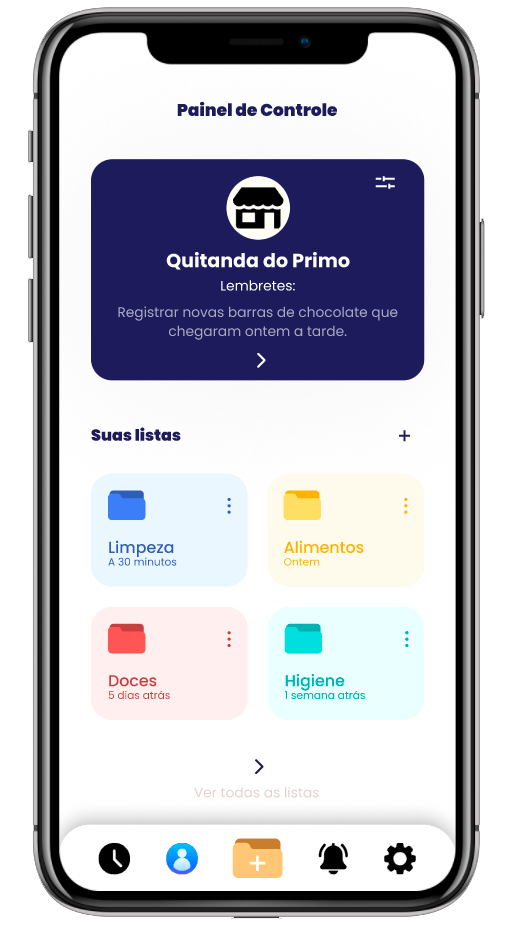 Painel de Controle
Quitanda do Primo
Lembretes:
Registrar novas barras de chocolate que
chegaram ontem a tarde.
Suas listas
Limpeza
A 30 minutos
Alimentos
Ontem
Doces
5 dias atrás
Higiene
1 semana atrás
Ver todas as listas